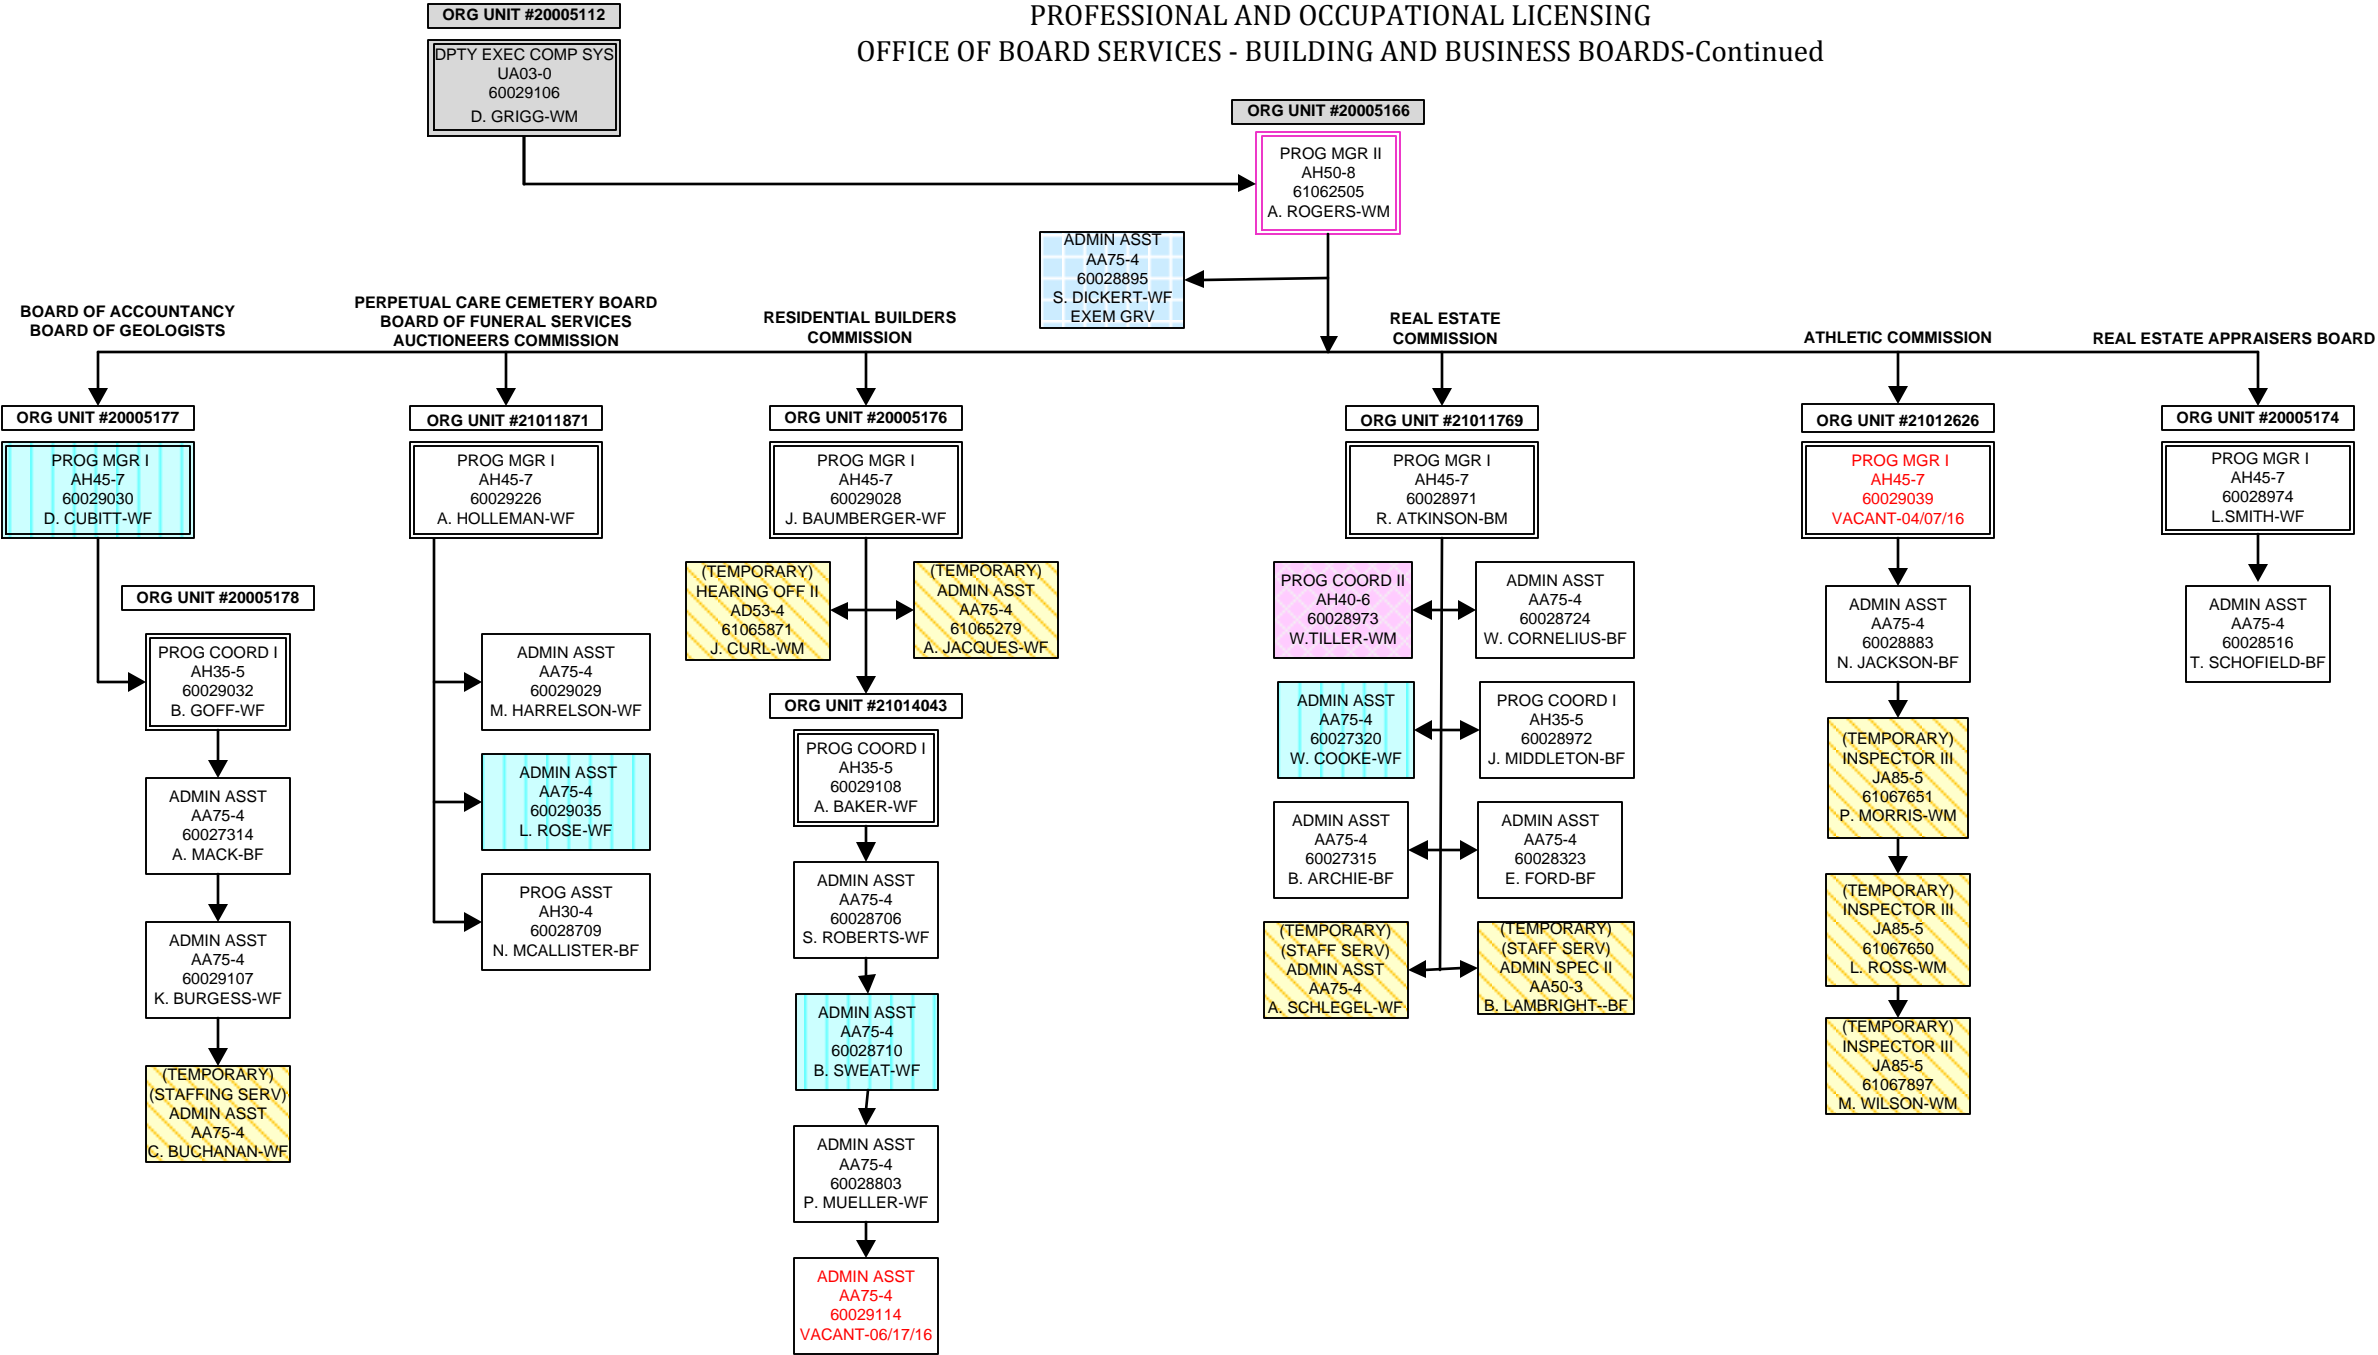 PROFESSIONAL AND OCCUPATIONAL LICENSING
OFFICE OF BOARD SERVICES - BUILDING AND BUSINESS BOARDS-Continued
ORG UNIT #20005112
DPTY EXEC COMP SYS
UA03-0
60029106
D. GRIGG-WM
ORG UNIT #20005166
PROG MGR II
AH50-8
61062505
A. ROGERS-WM
ADMIN ASST
AA75-4
60028895
S. DICKERT-WF
EXEM GRV
BOARD OF ACCOUNTANCY
BOARD OF GEOLOGISTS
ORG UNIT #20005177
PROG MGR I
AH45-7
60029030
D. CUBITT-WF
ORG UNIT #20005178
PROG COORD I
AH35-5
60029032
B. GOFF-WF
ADMIN ASST
AA75-4
60027314
A. MACK-BF
ADMIN ASST
AA75-4
60029107
K. BURGESS-WF
(TEMPORARY)
(STAFFING SERV)
ADMIN ASST
AA75-4
C. BUCHANAN-WF
PERPETUAL CARE CEMETERY BOARD
BOARD OF FUNERAL SERVICES
AUCTIONEERS COMMISSION
ORG UNIT #21011871
PROG MGR I
AH45-7
60029226
A. HOLLEMAN-WF
ADMIN ASST
AA75-4
60029029
M. HARRELSON-WF
ADMIN ASST
AA75-4
60029035
L. ROSE-WF
PROG ASST
AH30-4
60028709
N. MCALLISTER-BF
RESIDENTIAL BUILDERS
COMMISSION
ORG UNIT #20005176
PROG MGR I
AH45-7
60029028
J. BAUMBERGER-WF
(TEMPORARY)
HEARING OFF II
AD53-4
61065871
J. CURL-WM
(TEMPORARY)
ADMIN ASST
AA75-4
61065279
A. JACQUES-WF
ORG UNIT #21014043
PROG COORD I
AH35-5
60029108
A. BAKER-WF
ADMIN ASST
AA75-4
60028706
S. ROBERTS-WF
ADMIN ASST
AA75-4
60028710
B. SWEAT-WF
ADMIN ASST
AA75-4
60028803
P. MUELLER-WF
ADMIN ASST
AA75-4
60029114
VACANT-06/17/16
REAL ESTATE
COMMISSION
ORG UNIT #21011769
PROG MGR I
AH45-7
60028971
R. ATKINSON-BM
PROG COORD II
AH40-6
60028973
W.TILLER-WM
ADMIN ASST
AA75-4
60028724
W. CORNELIUS-BF
ADMIN ASST
AA75-4
60027320
W. COOKE-WF
PROG COORD I
AH35-5
60028972
J. MIDDLETON-BF
ADMIN ASST
AA75-4
60027315
B. ARCHIE-BF
ADMIN ASST
AA75-4
60028323
E. FORD-BF
(TEMPORARY)
(STAFF SERV)
ADMIN ASST
AA75-4
A. SCHLEGEL-WF
(TEMPORARY)
(STAFF SERV)
ADMIN SPEC II
AA50-3
B. LAMBRIGHT--BF
ATHLETIC COMMISSION
ORG UNIT #21012626
PROG MGR I
AH45-7
60029039
VACANT-04/07/16
ADMIN ASST
AA75-4
60028883
N. JACKSON-BF
(TEMPORARY)
INSPECTOR III
JA85-5
61067651
P. MORRIS-WM
(TEMPORARY)
INSPECTOR III
JA85-5
61067650
L. ROSS-WM
(TEMPORARY)
INSPECTOR III
JA85-5
61067897
M. WILSON-WM
REAL ESTATE APPRAISERS BOARD
ORG UNIT #20005174
PROG MGR I
AH45-7
60028974
L.SMITH-WF
ADMIN ASST
AA75-4
60028516
T. SCHOFIELD-BF